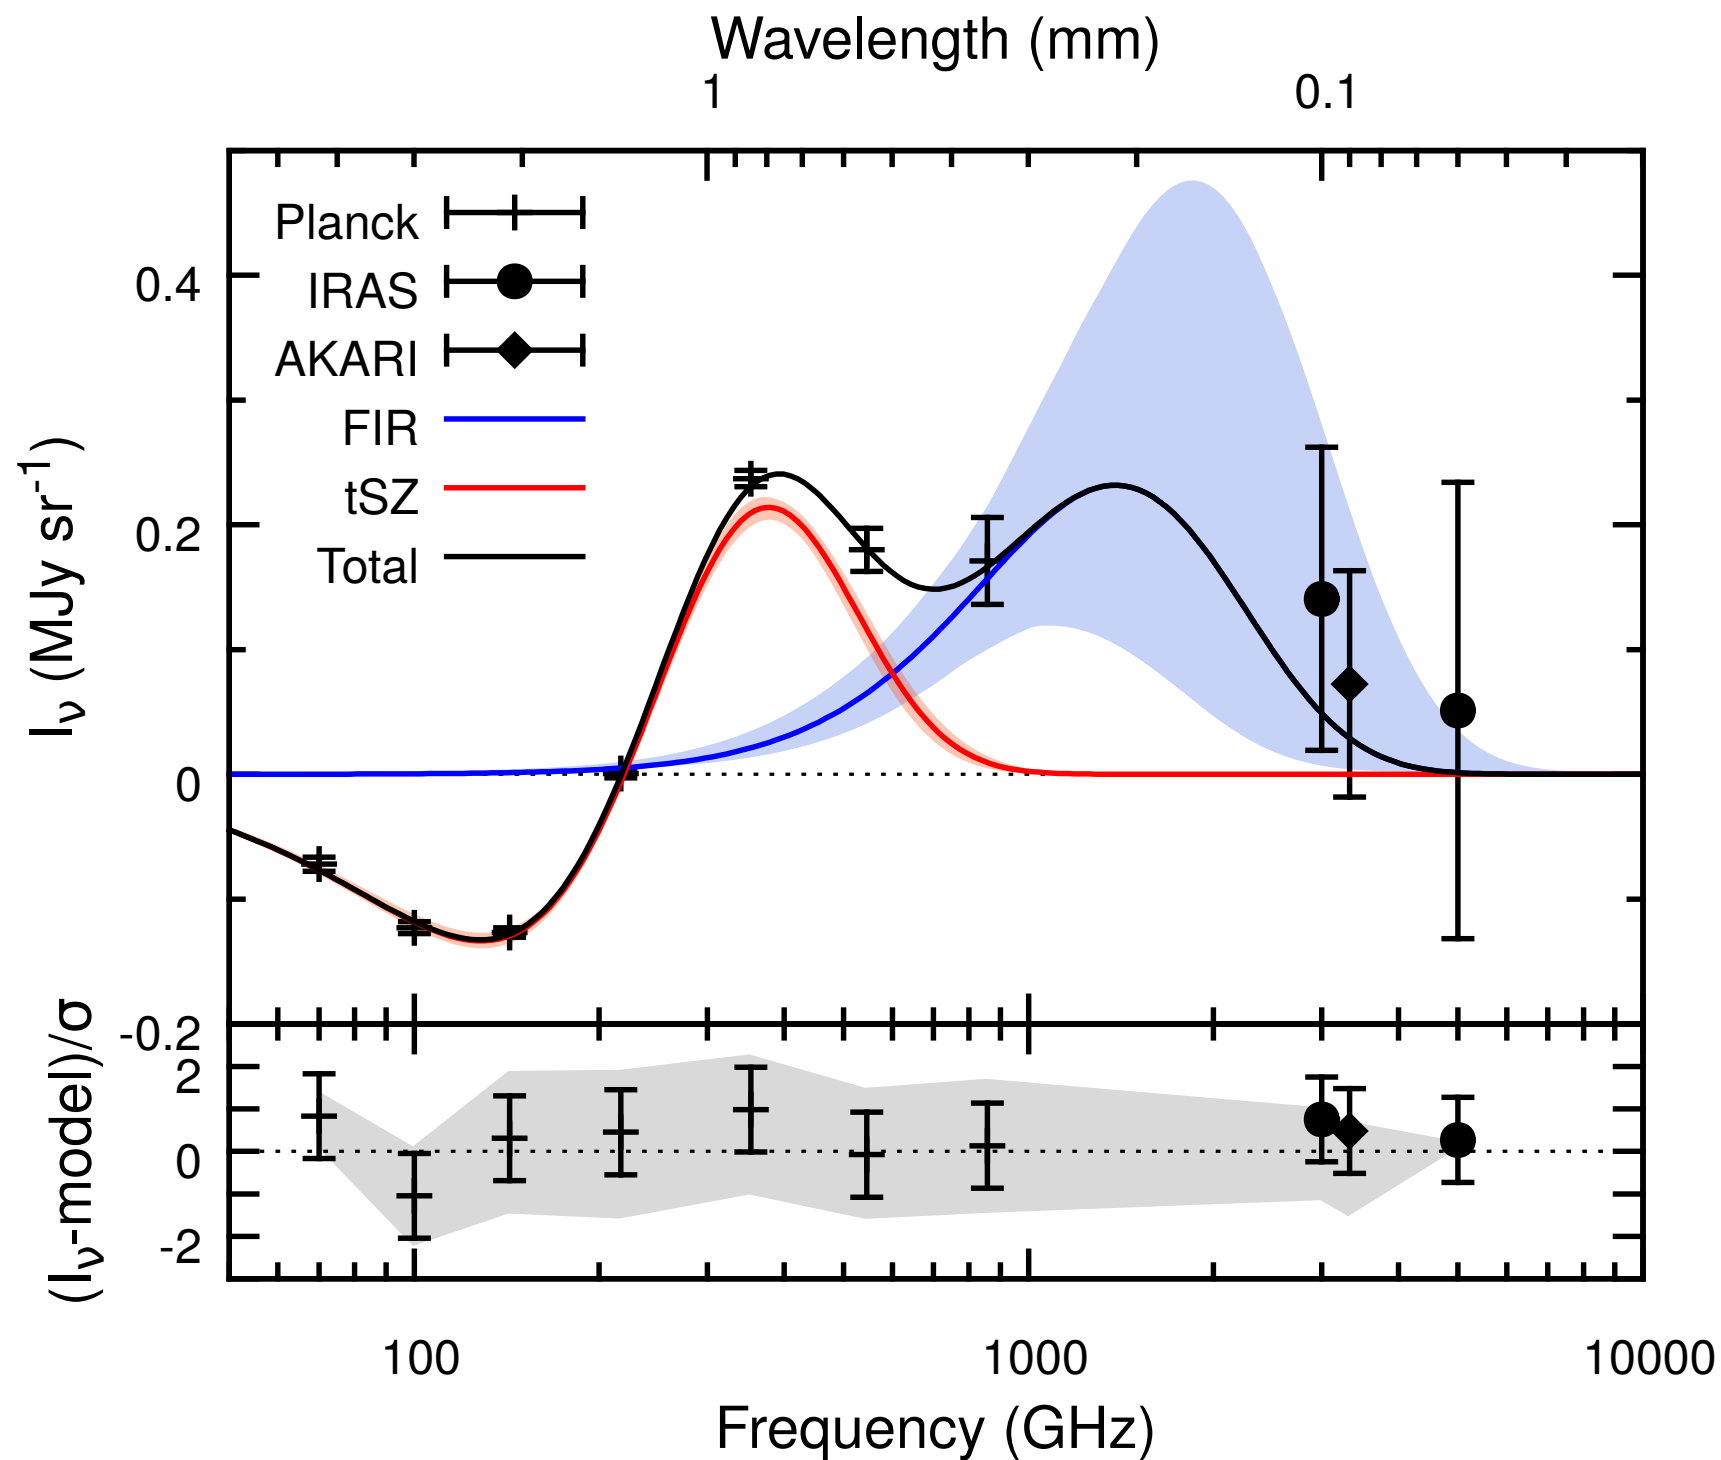 Wavelength (mm)
1 0.1
Planck
IRAS
AKARI
FIR
tSZ
Total
0.4
0.2
0
-0.2
Iν (MJy sr-1)
2
0
-2
(Iν-model)/σ
100 1000 10000
Frequency (GHz)